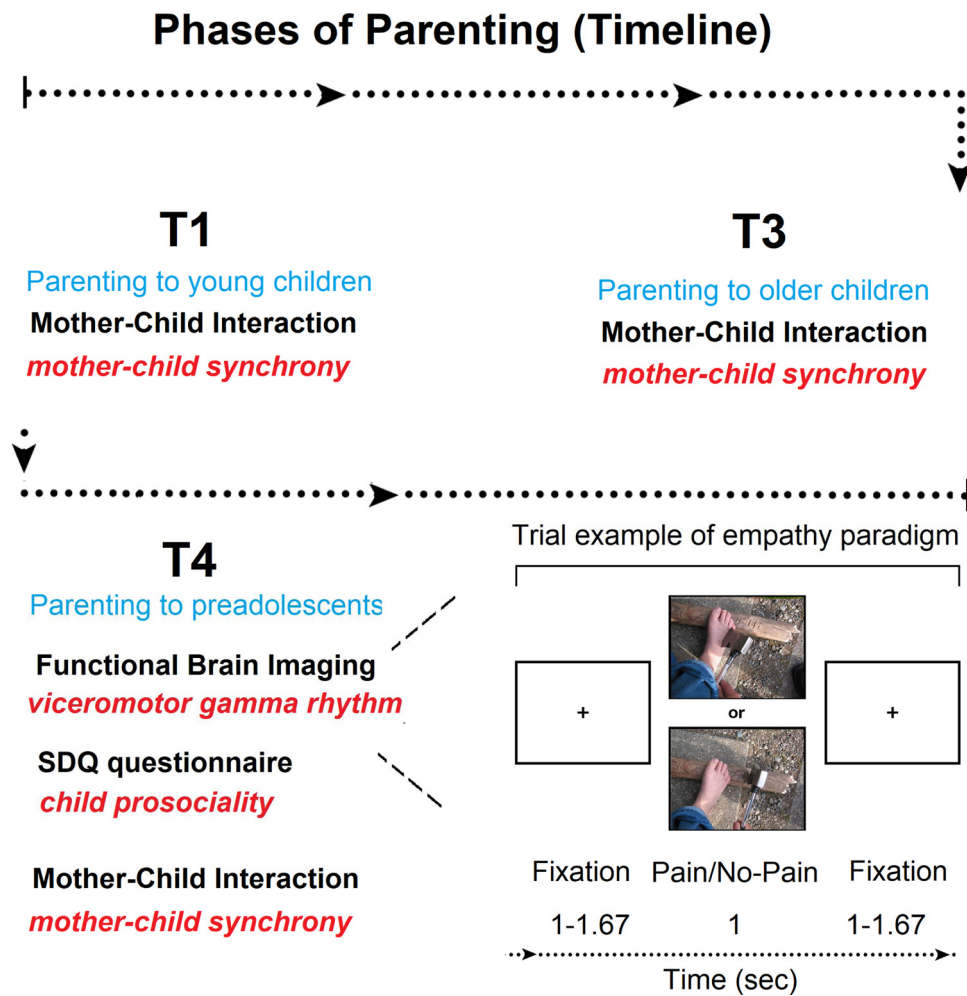 Phases of Parenting (Timeline)
T1
Parenting to young children
Mother-Child Interaction
mother-child synchrony
T3
Parenting to older children
Mother-Child Interaction
mother-child synchrony
T4
Parenting to preadolescents
Functional Brain Imaging
viceromotor gamma rhythm
SDQ questionnaire
child prosociality
Mother-Child Interaction
mother-child synchrony
Trial example of empathy paradigm
+
or
+
Fixation Pain/No-Pain Fixation
1-1.67 1 1-1.67
Time (sec)